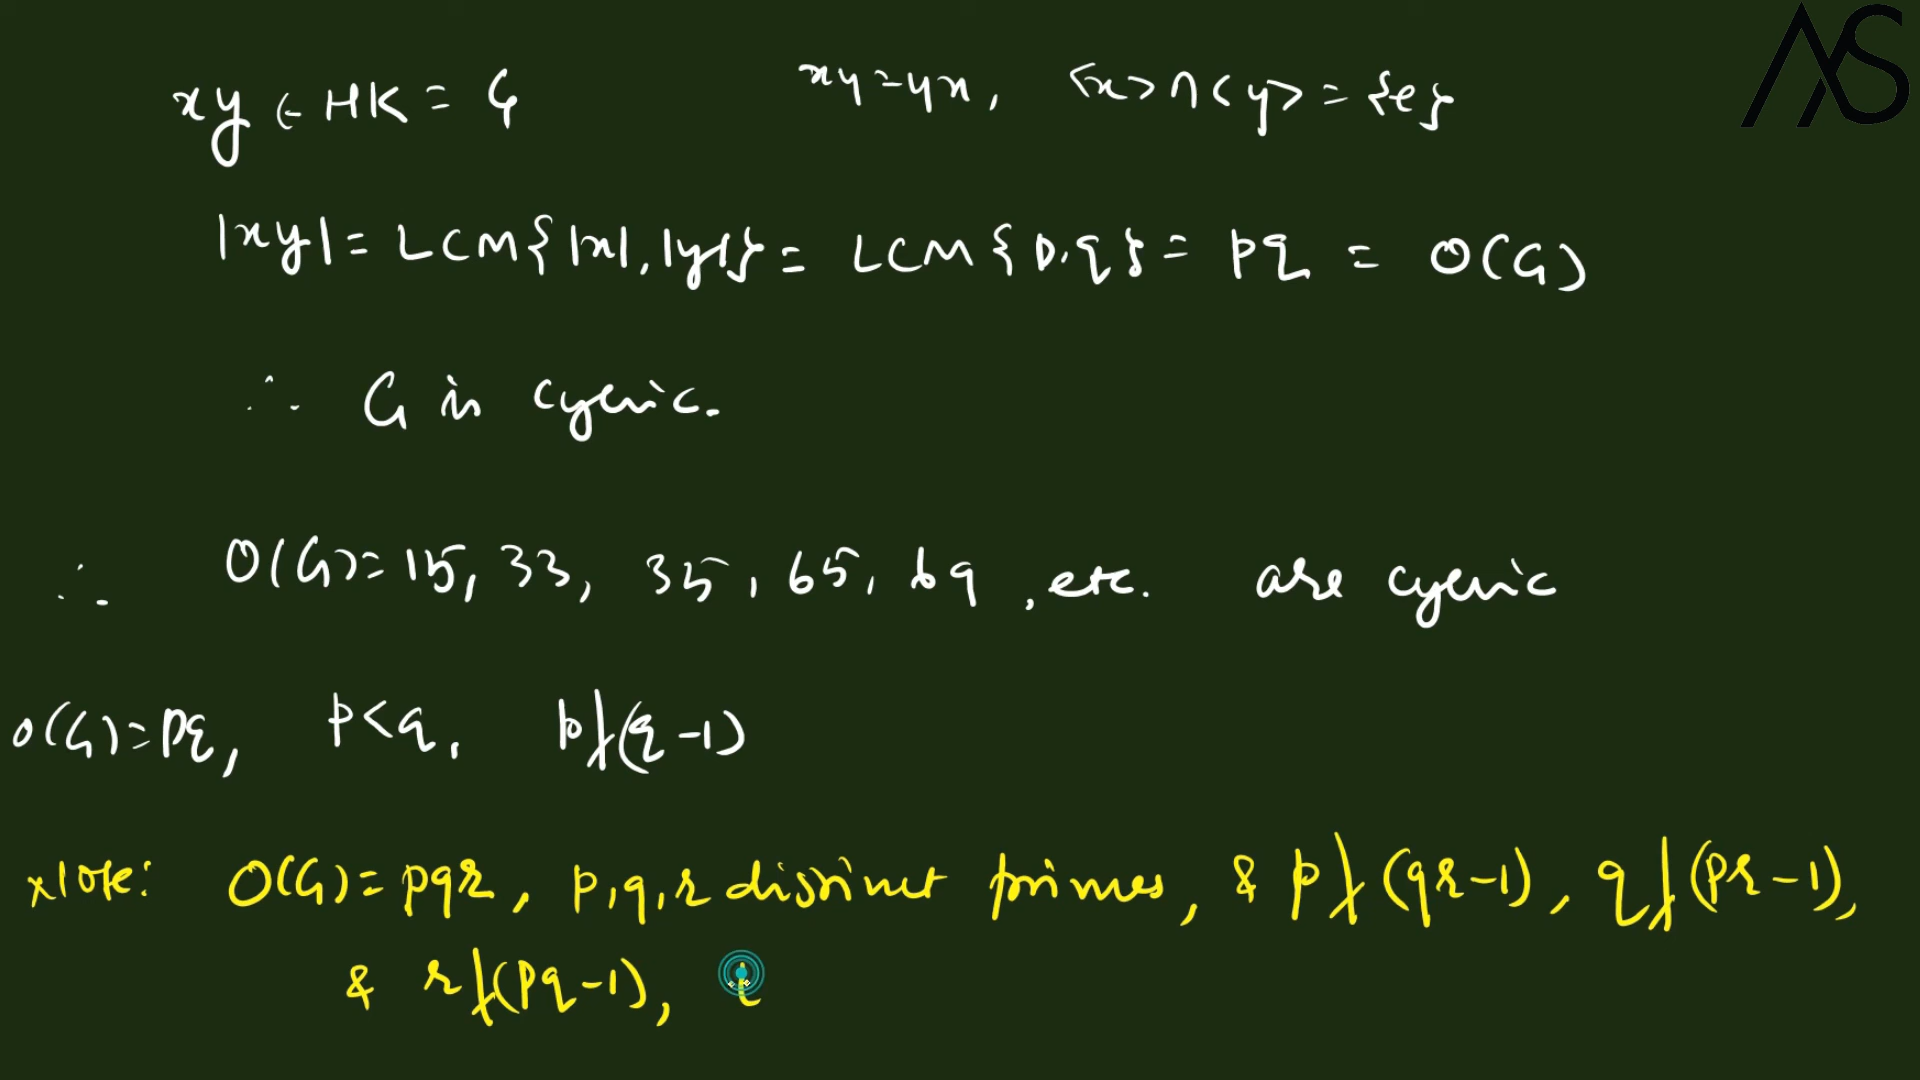 xy ∈ HK = G xy = yx, <x> ∩ <y> = {e}
|xy| = LCM{|x|, |y|} = LCM{p, q} = pq = O(G)
∴ G is cyclic.
∴ O(G) = 15, 33, 35, 65, 69, etc. are cyclic
O(G) = pq, p < q, p ∤ (q-1)
Note: O(G) = pqr, p, q, r distinct primes, & p ∤ (qr-1), q ∤ (pr-1),
& r ∤ (pq-1),
AS